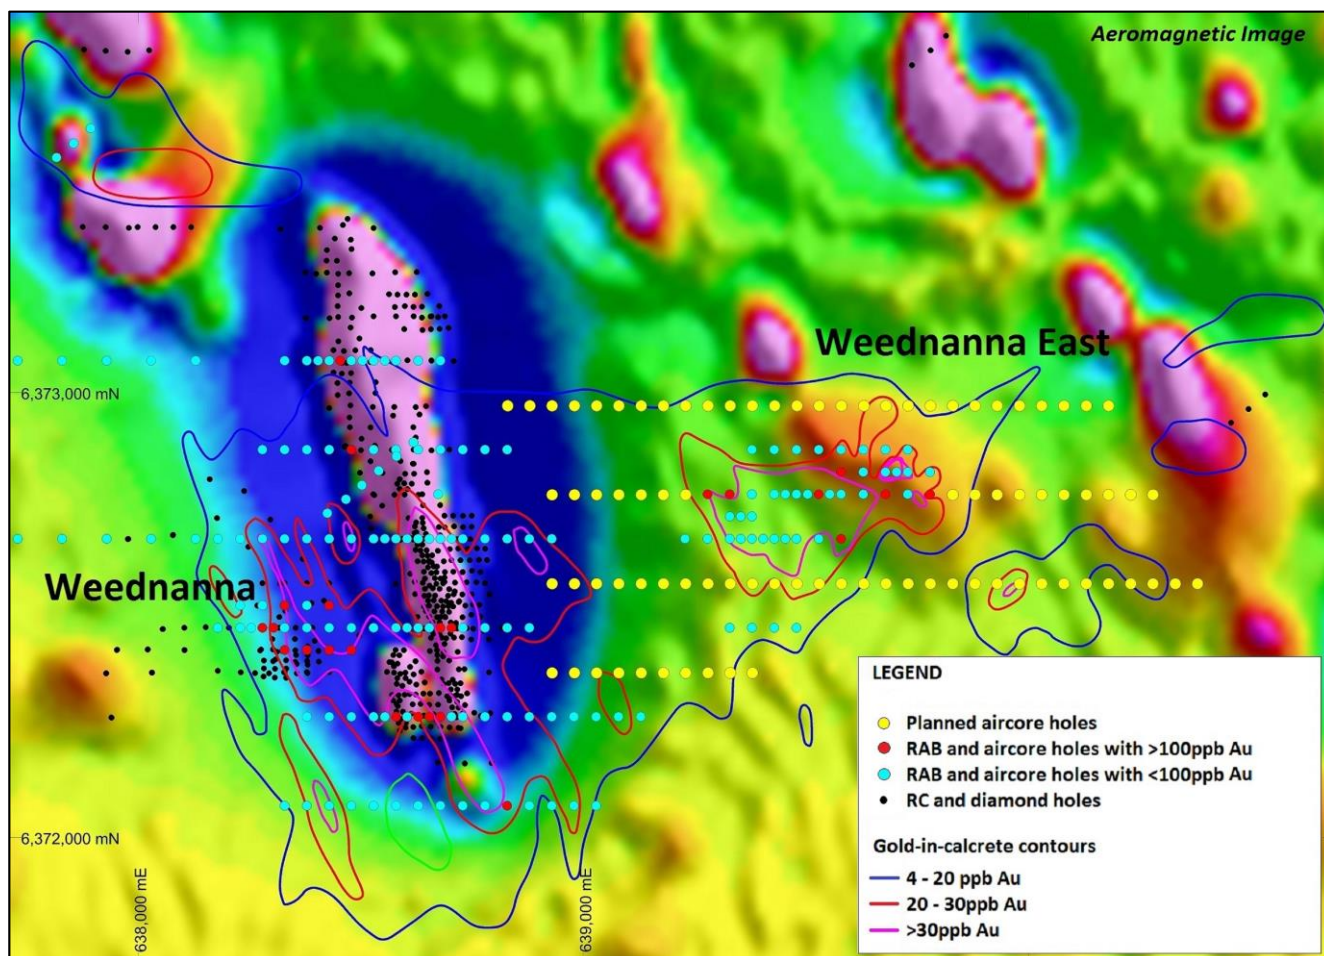 Aeromagnetic Image
Weednanna East
6,373,000 mN
Weednanna
LEGEND
Planned aircore holes
RAB and aircore holes with >100ppb Au
RAB and aircore holes with <100ppb Au
RC and diamond holes
Gold-in-calcrete contours
4 - 20 ppb Au
20 - 30ppb Au
>30ppb Au
6,372,000 mN
638,000 mE
639,000 mE